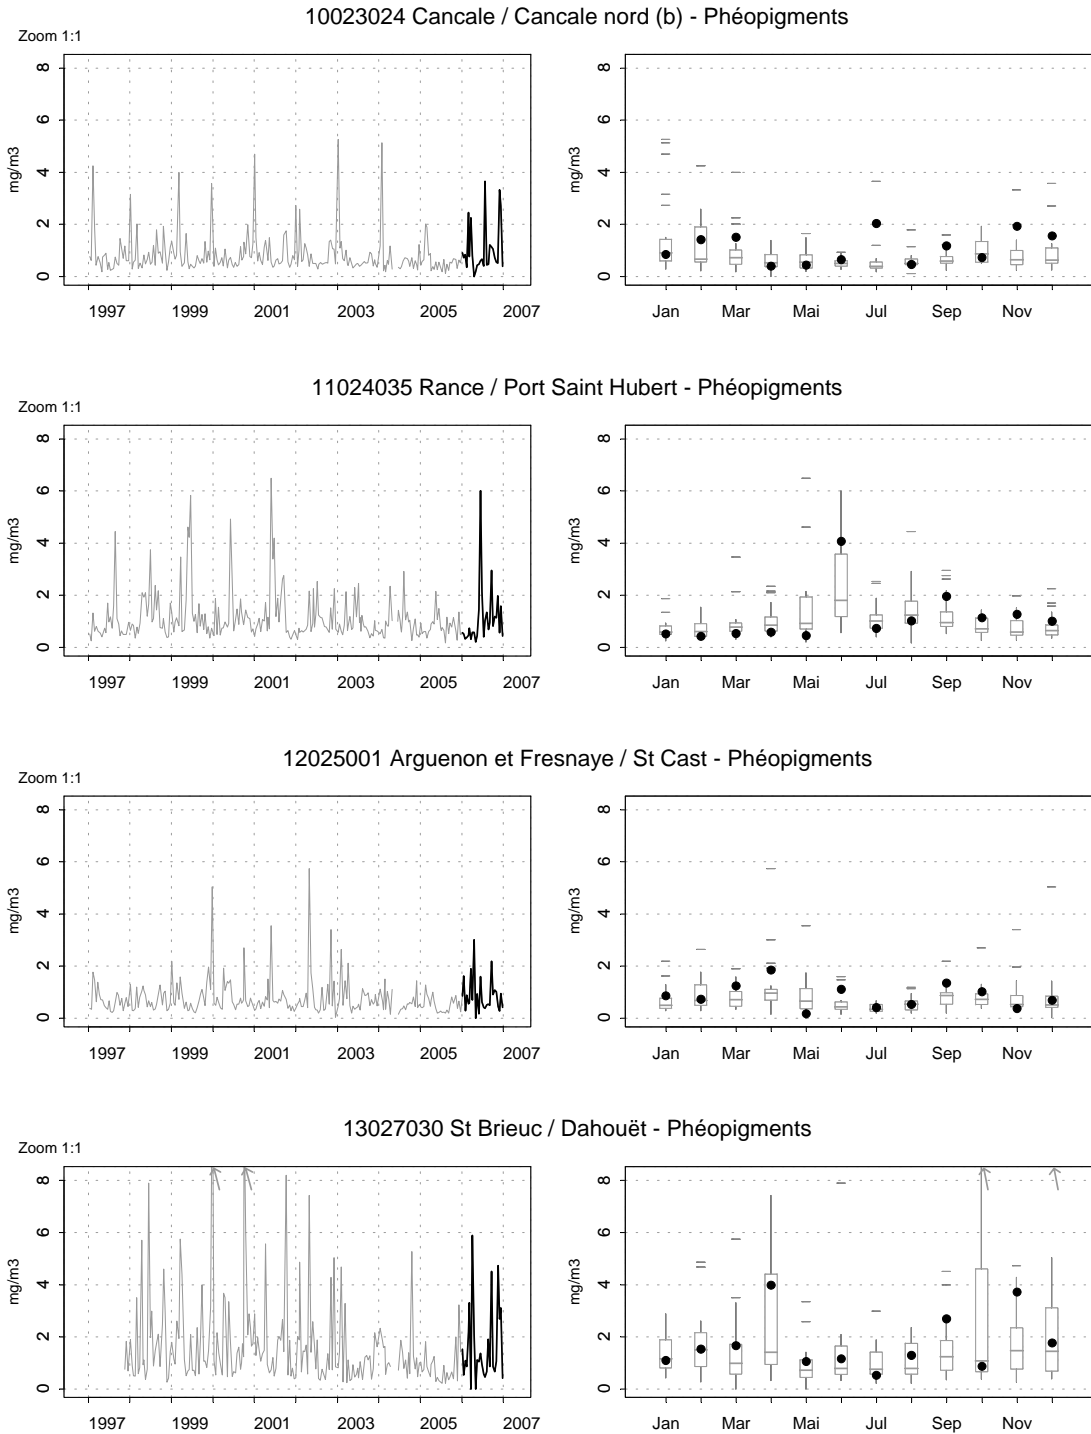 10023024 Cancale / Cancale nord (b) - Phéopigments
Zoom 1:1
mg/m3
0 2 4 6 8
1997 1999 2001 2003 2005 2007
mg/m3
0 2 4 6 8
Jan Mar Mai Jul Sep Nov
11024035 Rance / Port Saint Hubert - Phéopigments
Zoom 1:1
mg/m3
0 2 4 6 8
1997 1999 2001 2003 2005 2007
mg/m3
0 2 4 6 8
Jan Mar Mai Jul Sep Nov
12025001 Arguenon et Fresnaye / St Cast - Phéopigments
Zoom 1:1
mg/m3
0 2 4 6 8
1997 1999 2001 2003 2005 2007
mg/m3
0 2 4 6 8
Jan Mar Mai Jul Sep Nov
13027030 St Brieuc / Dahouët - Phéopigments
Zoom 1:1
mg/m3
0 2 4 6 8
1997 1999 2001 2003 2005 2007
mg/m3
0 2 4 6 8
Jan Mar Mai Jul Sep Nov